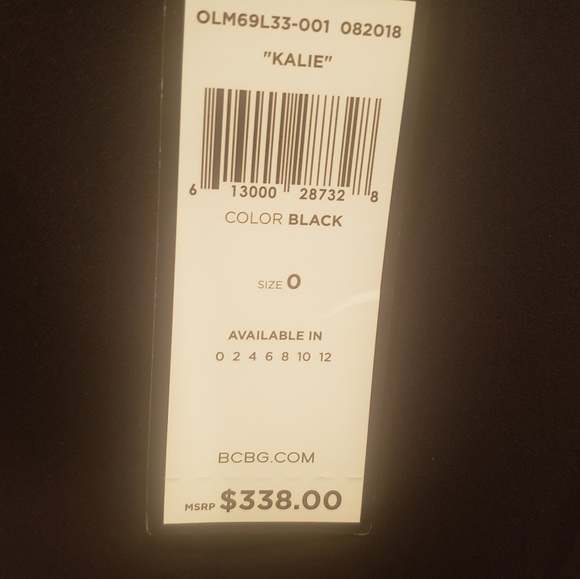 OLM69L33-001 082018
"KALIE"
6 13000 28732 8
COLOR BLACK
SIZE 0
AVAILABLE IN
0 2 4 6 8 10 12
BCBG.COM
MSRP $338.00